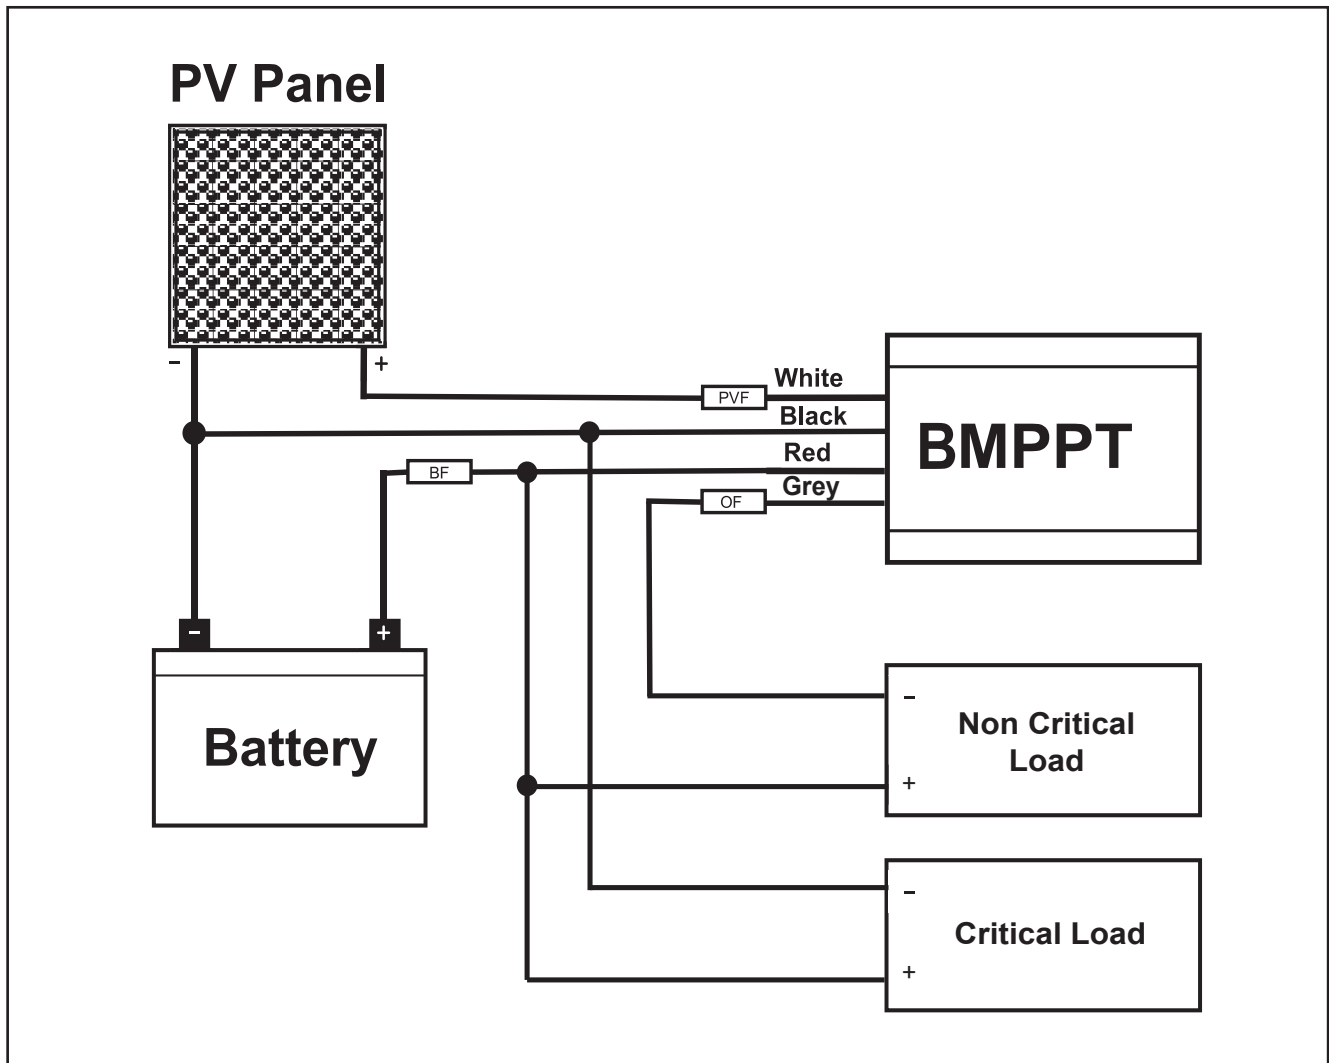 PV Panel
- +
PVF
White
Black
BF
Red
OF
Grey
BMPPT
- +
Battery
-
Non Critical
Load
+
-
Critical Load
+